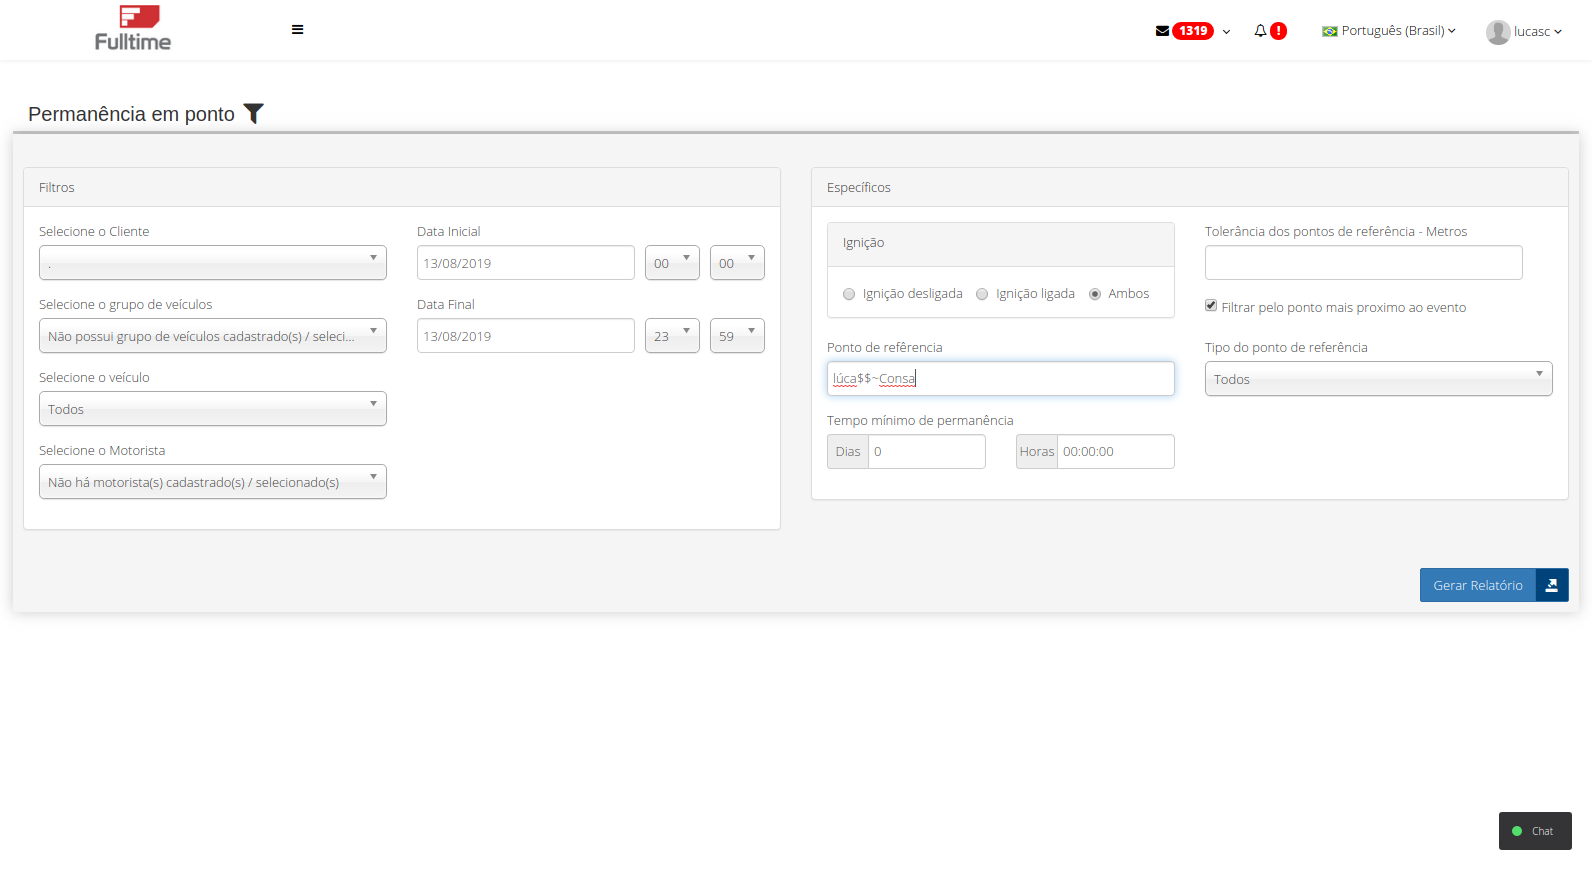 Fulltime
1319
!
Português (Brasil)
lucasc
Permanência em ponto
Filtros
Selecione o Cliente
.
Selecione o grupo de veículos
Não possui grupo de veículos cadastrado(s) / seleci...
Selecione o veículo
Todos
Selecione o Motorista
Não há motorista(s) cadastrado(s) / selecionado(s)
Data Inicial
13/08/2019 00 00
Data Final
13/08/2019 23 59
Específicos
Ignição
Ignição desligada Ignição ligada Ambos
Ponto de refêrencia
lúca$$~Consa
Tempo mínimo de permanência
Dias 0 Horas 00:00:00
Tolerância dos pontos de referência - Metros
Filtrar pelo ponto mais proximo ao evento
Tipo do ponto de referência
Todos
Gerar Relatório
Chat